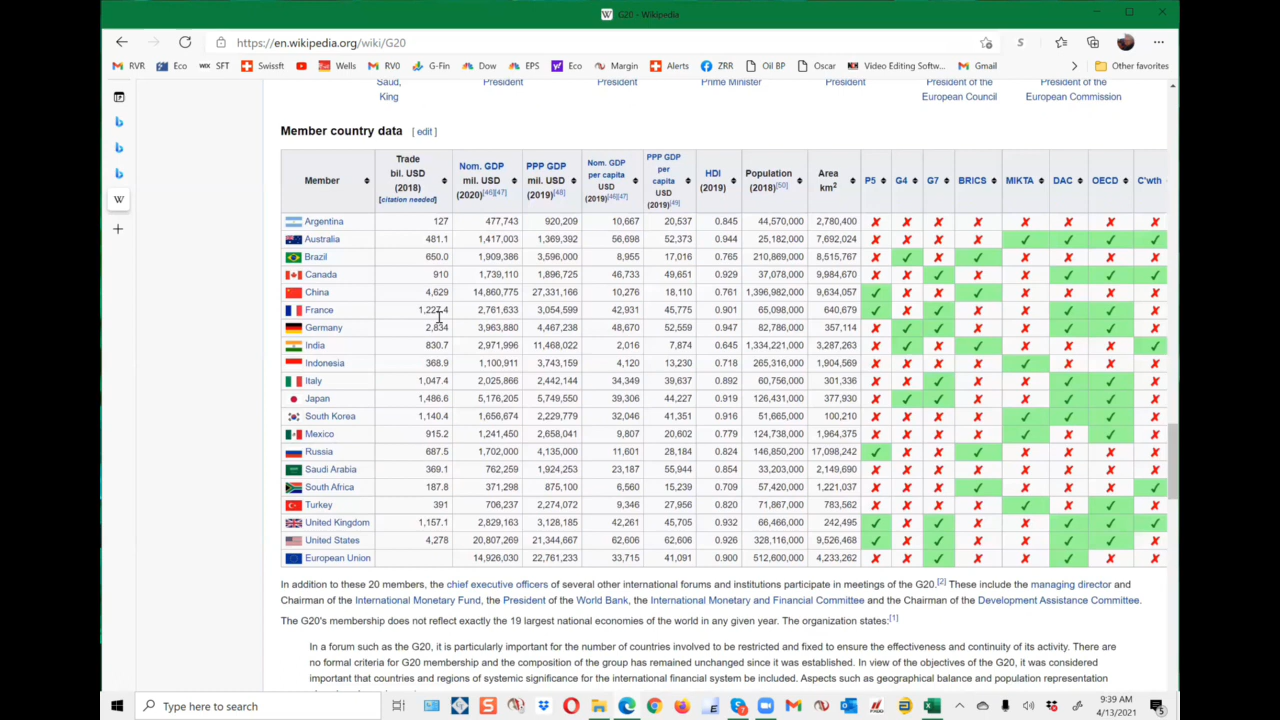 G20 - Wikipedia
https://en.wikipedia.org/wiki/G20
RVR Eco WiX SFT Swissft Wells RV0 G-Fin Dow EPS Eco Margin Alerts ZRR Oil BP Oscar Video Editing Softw... Gmail Other favorites
Saud, President President Prime Minister President President of the President of the
King European Council European Commission
Member country data [ edit ]
Member Trade bil. USD (2018) [citation needed] Nom. GDP mil. USD (2020)[46][47] PPP GDP mil. USD (2019)[48] Nom. GDP per capita USD (2019)[46][47] PPP GDP per capita USD (2019)[49] HDI (2019) Population (2018)[50] Area km2 P5 G4 G7 BRICS MIKTA DAC OECD C'wth
Argentina 127 477,743 920,209 10,667 20,537 0.845 44,570,000 2,780,400 ✗ ✗ ✗ ✗ ✗ ✗ ✗ ✗
Australia 481.1 1,417,003 1,369,392 56,698 52,373 0.944 25,182,000 7,692,024 ✗ ✗ ✗ ✗ ✓ ✓ ✓ ✓
Brazil 650.0 1,909,386 3,596,000 8,955 17,016 0.765 210,869,000 8,515,767 ✗ ✓ ✗ ✓ ✗ ✗ ✗ ✗
Canada 910 1,739,110 1,896,725 46,733 49,651 0.929 37,078,000 9,984,670 ✗ ✗ ✓ ✗ ✗ ✓ ✓ ✓
China 4,629 14,860,775 27,331,166 10,276 18,110 0.761 1,396,982,000 9,634,057 ✓ ✗ ✗ ✓ ✗ ✗ ✗ ✗
France 1,227.4 2,761,633 3,054,599 42,931 45,775 0.901 65,098,000 640,679 ✓ ✗ ✓ ✗ ✗ ✓ ✓ ✗
Germany 2,834 3,963,880 4,467,238 48,670 52,559 0.947 82,786,000 357,114 ✗ ✓ ✓ ✗ ✗ ✓ ✓ ✗
India 830.7 2,971,996 11,468,022 2,016 7,874 0.645 1,334,221,000 3,287,263 ✗ ✓ ✗ ✓ ✗ ✗ ✗ ✓
Indonesia 368.9 1,100,911 3,743,159 4,120 13,230 0.718 265,316,000 1,904,569 ✗ ✗ ✗ ✗ ✓ ✗ ✗ ✗
Italy 1,047.4 2,025,866 2,442,144 34,349 39,637 0.892 60,756,000 301,336 ✗ ✗ ✓ ✗ ✗ ✓ ✓ ✗
Japan 1,486.6 5,176,205 5,749,550 39,306 44,227 0.919 126,431,000 377,930 ✗ ✓ ✓ ✗ ✗ ✓ ✓ ✗
South Korea 1,140.4 1,656,674 2,229,779 32,046 41,351 0.916 51,665,000 100,210 ✗ ✗ ✗ ✗ ✓ ✓ ✓ ✗
Mexico 915.2 1,241,450 2,658,041 9,807 20,602 0.779 124,738,000 1,964,375 ✗ ✗ ✗ ✗ ✓ ✗ ✓ ✗
Russia 687.5 1,702,000 4,135,000 11,601 28,184 0.824 146,850,200 17,098,242 ✓ ✗ ✗ ✓ ✗ ✗ ✗ ✗
Saudi Arabia 369.1 762,259 1,924,253 23,187 55,944 0.854 33,203,000 2,149,690 ✗ ✗ ✗ ✗ ✗ ✗ ✗ ✗
South Africa 187.8 371,298 875,100 6,560 15,239 0.709 57,420,000 1,221,037 ✗ ✗ ✗ ✓ ✗ ✗ ✗ ✓
Turkey 391 706,237 2,274,072 9,346 27,956 0.820 71,867,000 783,562 ✗ ✗ ✗ ✗ ✓ ✗ ✓ ✗
United Kingdom 1,157.1 2,829,163 3,128,185 42,261 45,705 0.932 66,466,000 242,495 ✓ ✗ ✓ ✗ ✗ ✓ ✓ ✓
United States 4,278 20,807,269 21,344,667 62,606 62,606 0.926 328,116,000 9,526,468 ✓ ✗ ✓ ✗ ✗ ✓ ✓ ✗
European Union 14,926,030 22,761,233 33,715 41,091 0.900 512,600,000 4,233,262 ✗ ✗ ✓ ✗ ✗ ✓ ✗ ✗
In addition to these 20 members, the chief executive officers of several other international forums and institutions participate in meetings of the G20.[2] These include the managing director and
Chairman of the International Monetary Fund, the President of the World Bank, the International Monetary and Financial Committee and the Chairman of the Development Assistance Committee.
The G20's membership does not reflect exactly the 19 largest national economies of the world in any given year. The organization states:[1]
In a forum such as the G20, it is particularly important for the number of countries involved to be restricted and fixed to ensure the effectiveness and continuity of its activity. There are
no formal criteria for G20 membership and the composition of the group has remained unchanged since it was established. In view of the objectives of the G20, it was considered
important that countries and regions of systemic significance for the international financial system be included. Aspects such as geographical balance and population representation
Type here to search
9:39 AM
4/13/2021